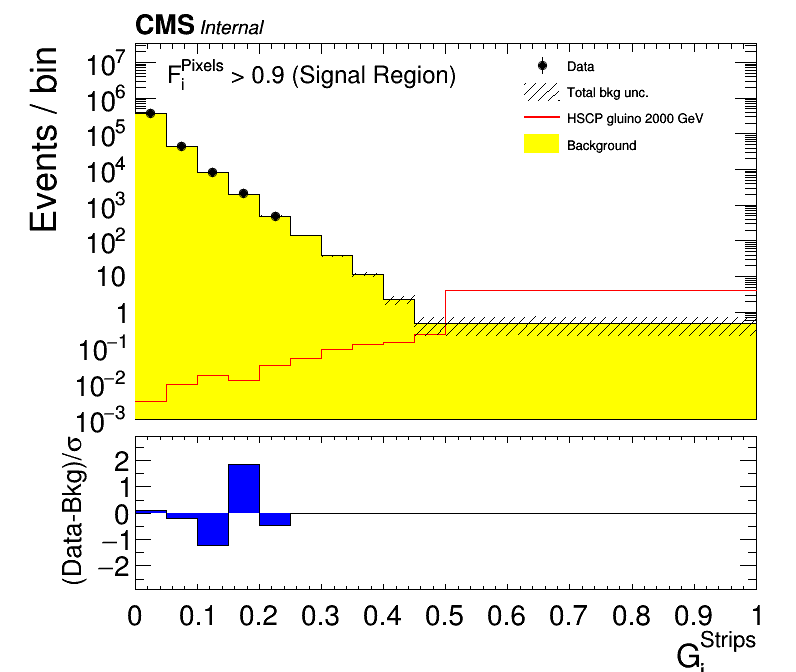 CMS Internal
F_i^Pixels > 0.9 (Signal Region)
Data
Total bkg unc.
HSCP gluino 2000 GeV
Background
Events / bin
10^7
10^6
10^5
10^4
10^3
10^2
10
1
10^−1
10^−2
10^−3
(Data-Bkg)/σ
2
1
0
−1
−2
0 0.1 0.2 0.3 0.4 0.5 0.6 0.7 0.8 0.9 1
G_i^Strips